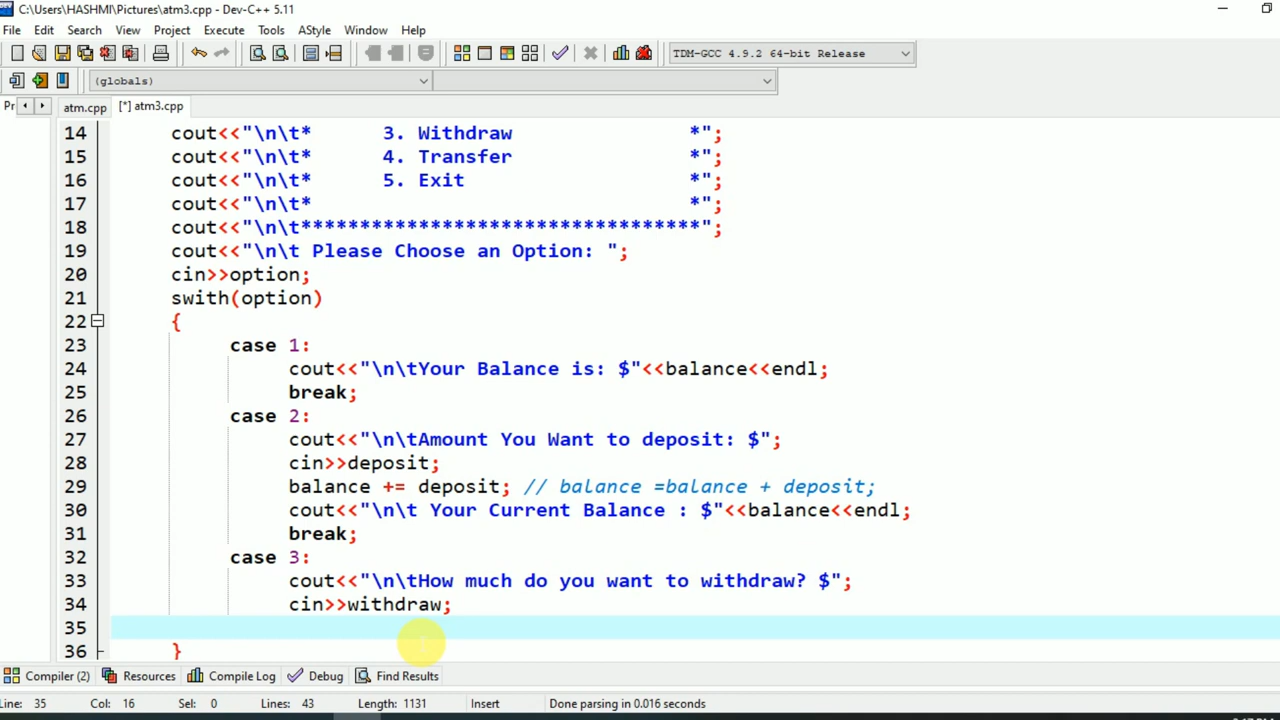 C:\Users\HASHMI\Pictures\atm3.cpp - Dev-C++ 5.11
File Edit Search View Project Execute Tools AStyle Window Help
TDM-GCC 4.9.2 64-bit Release
(globals)
Pr atm.cpp [*] atm3.cpp
14 cout<<"\n\t*      3. Withdraw               *";
15 cout<<"\n\t*      4. Transfer               *";
16 cout<<"\n\t*      5. Exit                   *";
17 cout<<"\n\t*                                *";
18 cout<<"\n\t**********************************";
19 cout<<"\n\t Please Choose an Option: ";
20 cin>>option;
21 swith(option)
22 {
23 case 1:
24 cout<<"\n\tYour Balance is: $"<<balance<<endl;
25 break;
26 case 2:
27 cout<<"\n\tAmount You Want to deposit: $";
28 cin>>deposit;
29 balance += deposit; // balance =balance + deposit;
30 cout<<"\n\t Your Current Balance : $"<<balance<<endl;
31 break;
32 case 3:
33 cout<<"\n\tHow much do you want to withdraw? $";
34 cin>>withdraw;
35
36 }
Compiler (2) Resources Compile Log Debug Find Results
Line: 35 Col: 16 Sel: 0 Lines: 43 Length: 1131 Insert Done parsing in 0.016 seconds